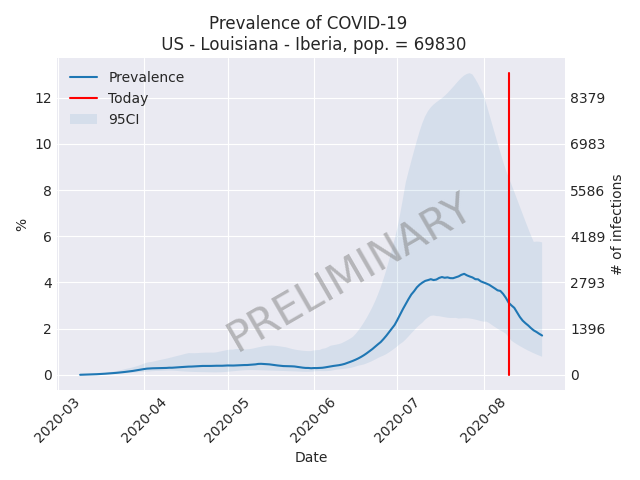 Prevalence of COVID-19
US - Louisiana - Iberia, pop. = 69830
Prevalence
Today
95CI
12
10
8
6
4
2
0
%
8379
6983
5586
4189
2793
1396
0
# of infections
PRELIMINARY
2020-03
2020-04
2020-05
2020-06
2020-07
2020-08
Date